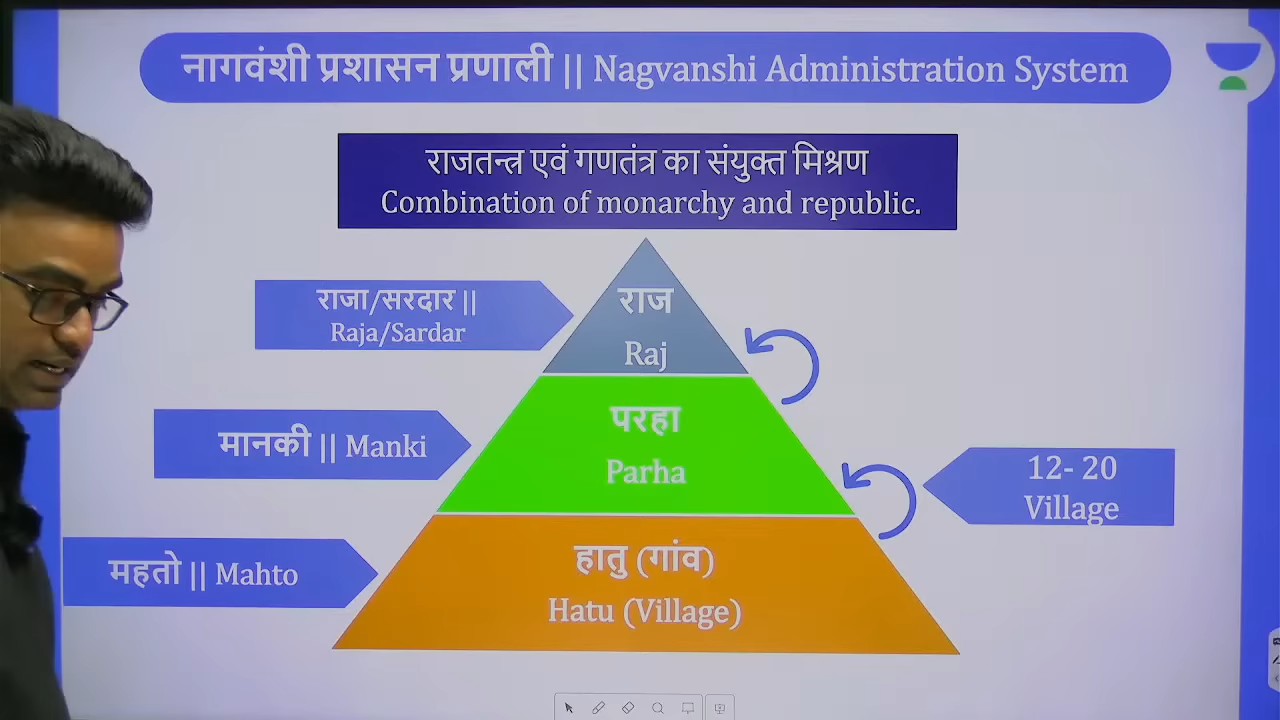 नागवंशी प्रशासन प्रणाली || Nagvanshi Administration System
राजतन्त्र एवं गणतंत्र का संयुक्त मिश्रण
Combination of monarchy and republic.
राजा/सरदार ||
Raja/Sardar
राज
Raj
मानकी || Manki
परहा
Parha
12- 20
Village
महतो || Mahto
हातु (गांव)
Hatu (Village)